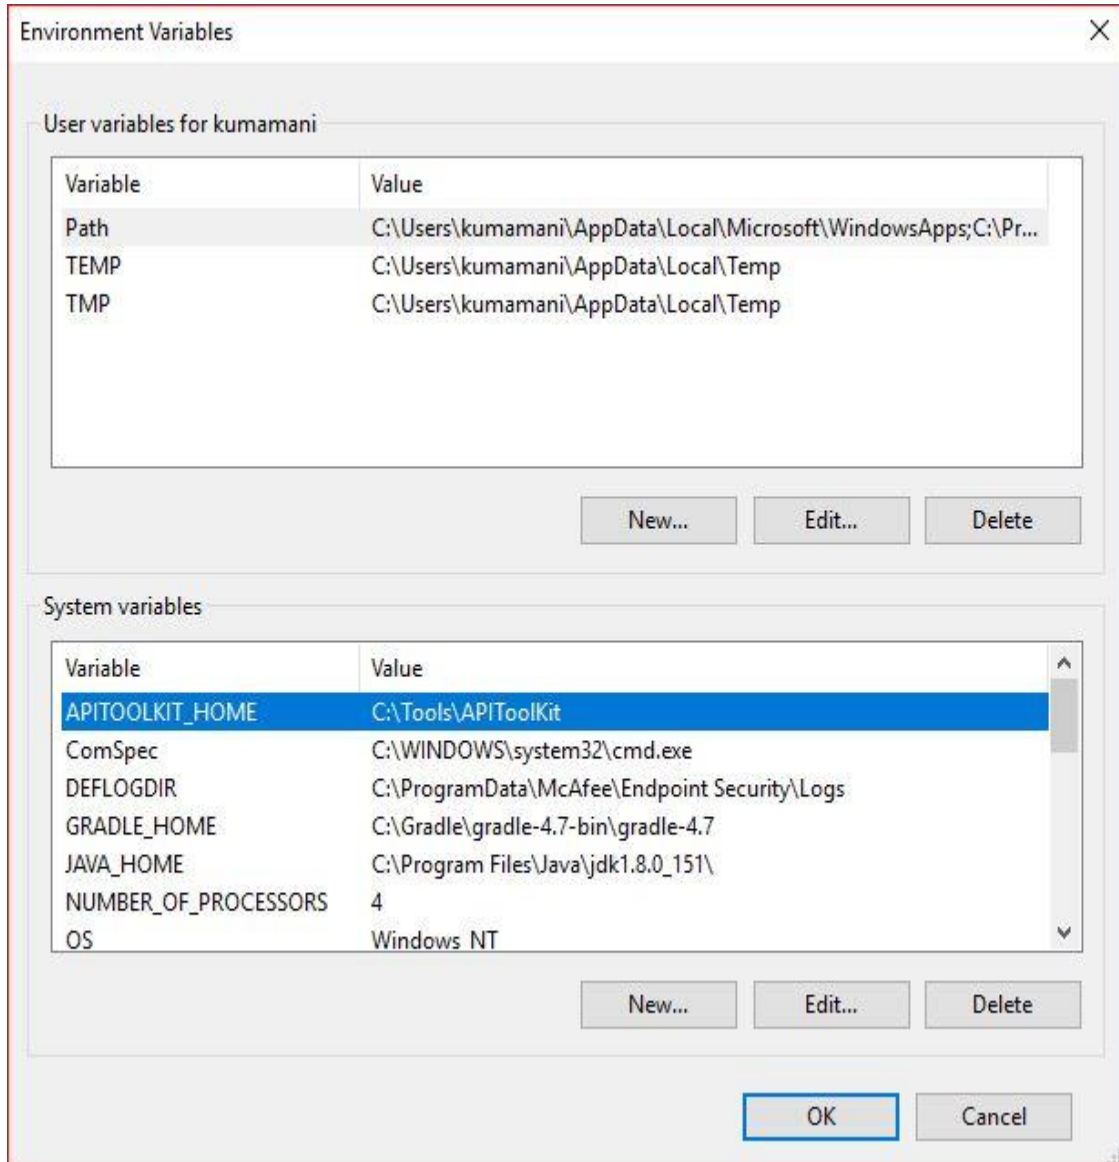 Environment Variables
User variables for kumamani
Variable Value
Path C:\Users\kumamani\AppData\Local\Microsoft\WindowsApps;C:\Pr...
TEMP C:\Users\kumamani\AppData\Local\Temp
TMP C:\Users\kumamani\AppData\Local\Temp
New... Edit... Delete
System variables
Variable Value
APITOOLKIT_HOME C:\Tools\APIToolKit
ComSpec C:\WINDOWS\system32\cmd.exe
DEFLOGDIR C:\ProgramData\McAfee\Endpoint Security\Logs
GRADLE_HOME C:\Gradle\gradle-4.7-bin\gradle-4.7
JAVA_HOME C:\Program Files\Java\jdk1.8.0_151\
NUMBER_OF_PROCESSORS 4
OS Windows_NT
New... Edit... Delete
OK Cancel